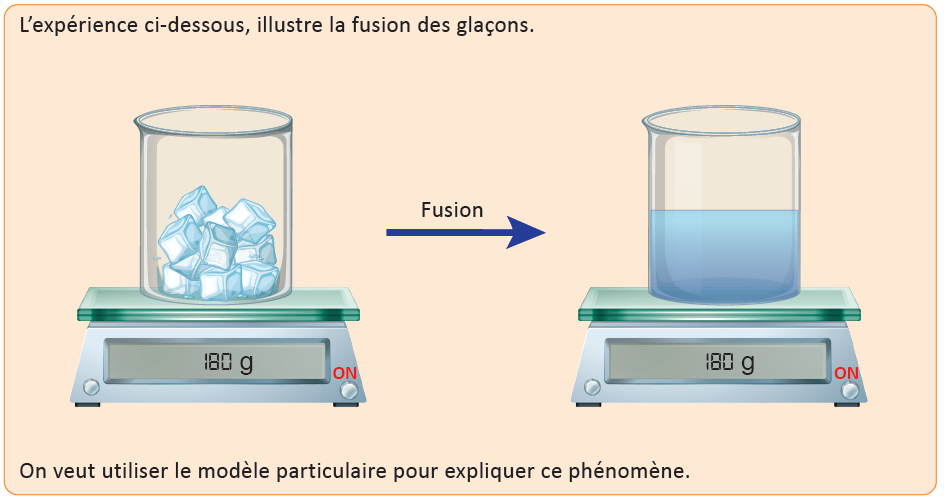 L'expérience ci-dessous, illustre la fusion des glaçons.
Fusion
180 g
ON
180 g
ON
On veut utiliser le modèle particulaire pour expliquer ce phénomène.